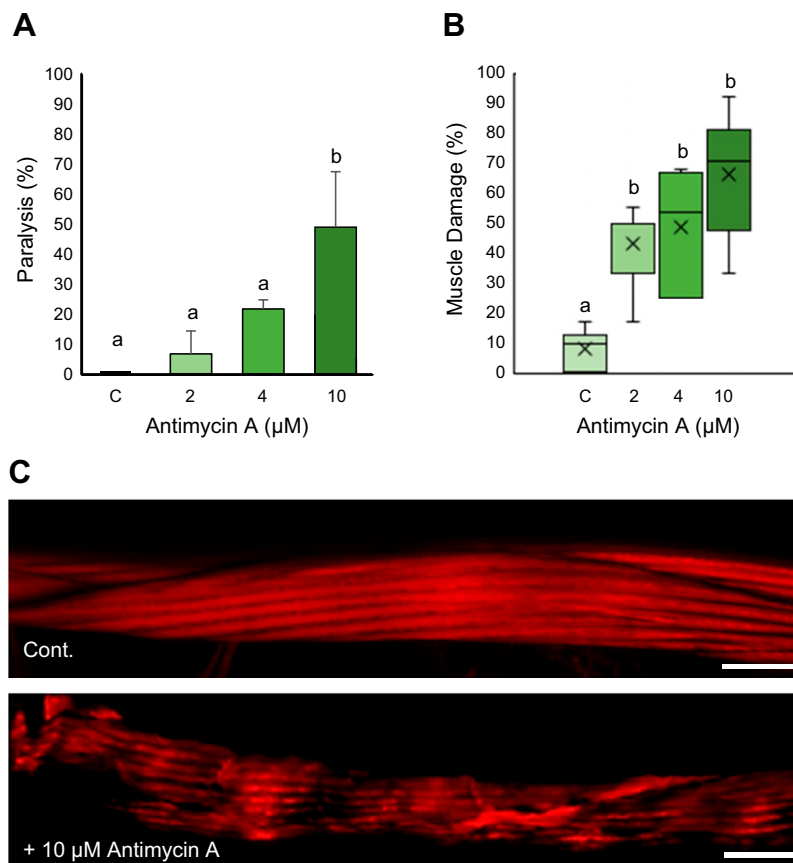 A
100
90
80
70
60
50
40
30
20
10
0
Paralysis (%)
a
a
a
b
C 2 4 10
Antimycin A (μM)
B
100
90
80
70
60
50
40
30
20
10
0
Muscle Damage (%)
a
b
b
b
C 2 4 10
Antimycin A (μM)
C
Cont.
+ 10 μM Antimycin A